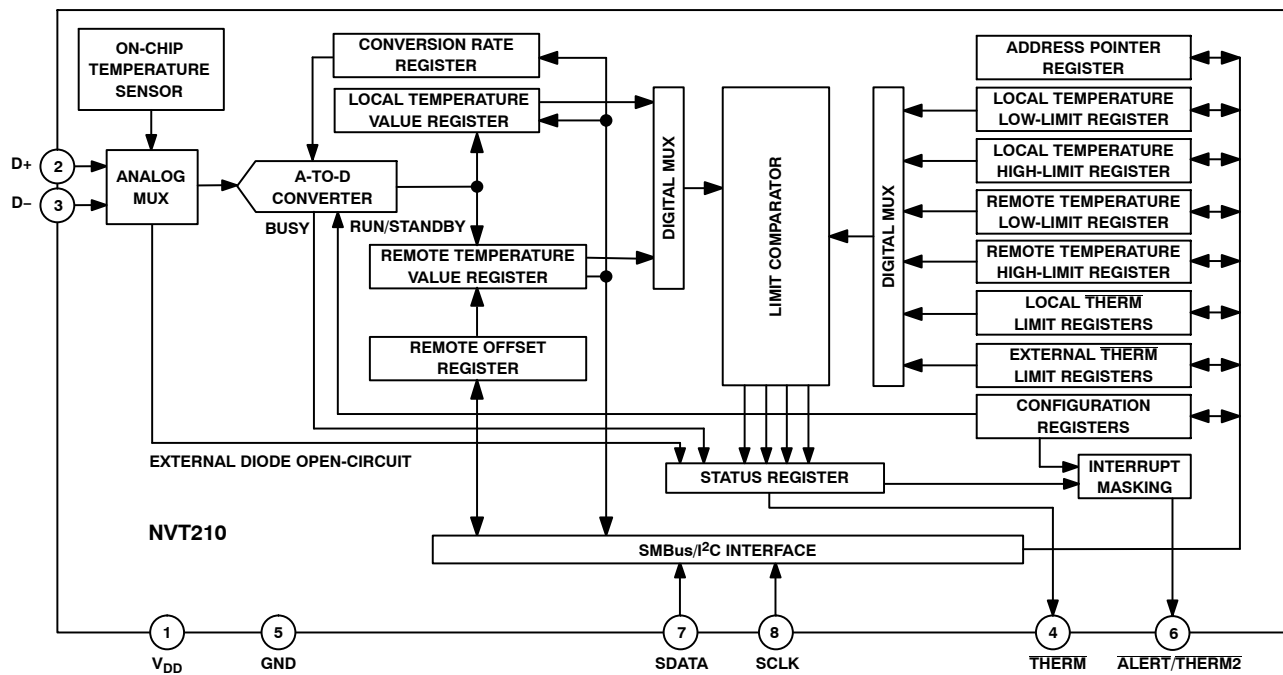 ON-CHIP
TEMPERATURE
SENSOR
CONVERSION RATE
REGISTER
LOCAL TEMPERATURE
VALUE REGISTER
ADDRESS POINTER
REGISTER
LOCAL TEMPERATURE
LOW-LIMIT REGISTER
LOCAL TEMPERATURE
HIGH-LIMIT REGISTER
REMOTE TEMPERATURE
LOW-LIMIT REGISTER
REMOTE TEMPERATURE
HIGH-LIMIT REGISTER
LOCAL THERM
LIMIT REGISTERS
EXTERNAL THERM
LIMIT REGISTERS
CONFIGURATION
REGISTERS
D+
2
D−
3
ANALOG
MUX
A-TO-D
CONVERTER
BUSY
RUN/STANDBY
REMOTE TEMPERATURE
VALUE REGISTER
REMOTE OFFSET
REGISTER
DIGITAL MUX
LIMIT COMPARATOR
DIGITAL MUX
EXTERNAL DIODE OPEN-CIRCUIT
STATUS REGISTER
INTERRUPT
MASKING
NVT210
SMBus/I²C INTERFACE
1
5
7
8
4
6
VDD
GND
SDATA
SCLK
THERM
ALERT/THERM2